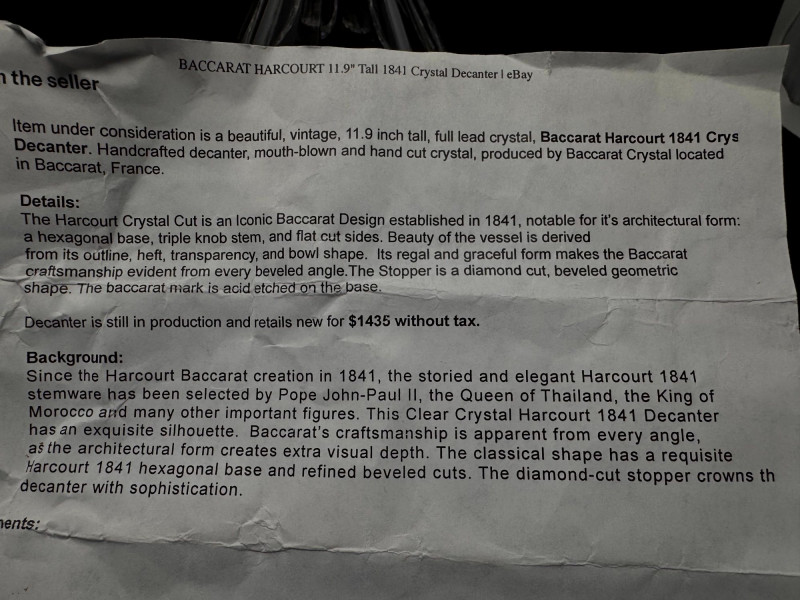 BACCARAT HARCOURT 11.9" Tall 1841 Crystal Decanter | eBay
the seller
Item under consideration is a beautiful, vintage, 11.9 inch tall, full lead crystal, Baccarat Harcourt 1841 Crys
Decanter. Handcrafted decanter, mouth-blown and hand cut crystal, produced by Baccarat Crystal located
in Baccarat, France.
Details:
The Harcourt Crystal Cut is an Iconic Baccarat Design established in 1841, notable for it's architectural form:
a hexagonal base, triple knob stem, and flat cut sides. Beauty of the vessel is derived
from its outline, heft, transparency, and bowl shape. Its regal and graceful form makes the Baccarat
craftsmanship evident from every beveled angle.The Stopper is a diamond cut, beveled geometric
shape. The baccarat mark is acid etched on the base.
Decanter is still in production and retails new for $1435 without tax.
Background:
Since the Harcourt Baccarat creation in 1841, the storied and elegant Harcourt 1841
stemware has been selected by Pope John-Paul II, the Queen of Thailand, the King of
Morocco and many other important figures. This Clear Crystal Harcourt 1841 Decanter
has an exquisite silhouette. Baccarat's craftsmanship is apparent from every angle,
as the architectural form creates extra visual depth. The classical shape has a requisite
Harcourt 1841 hexagonal base and refined beveled cuts. The diamond-cut stopper crowns th
decanter with sophistication.
ents: